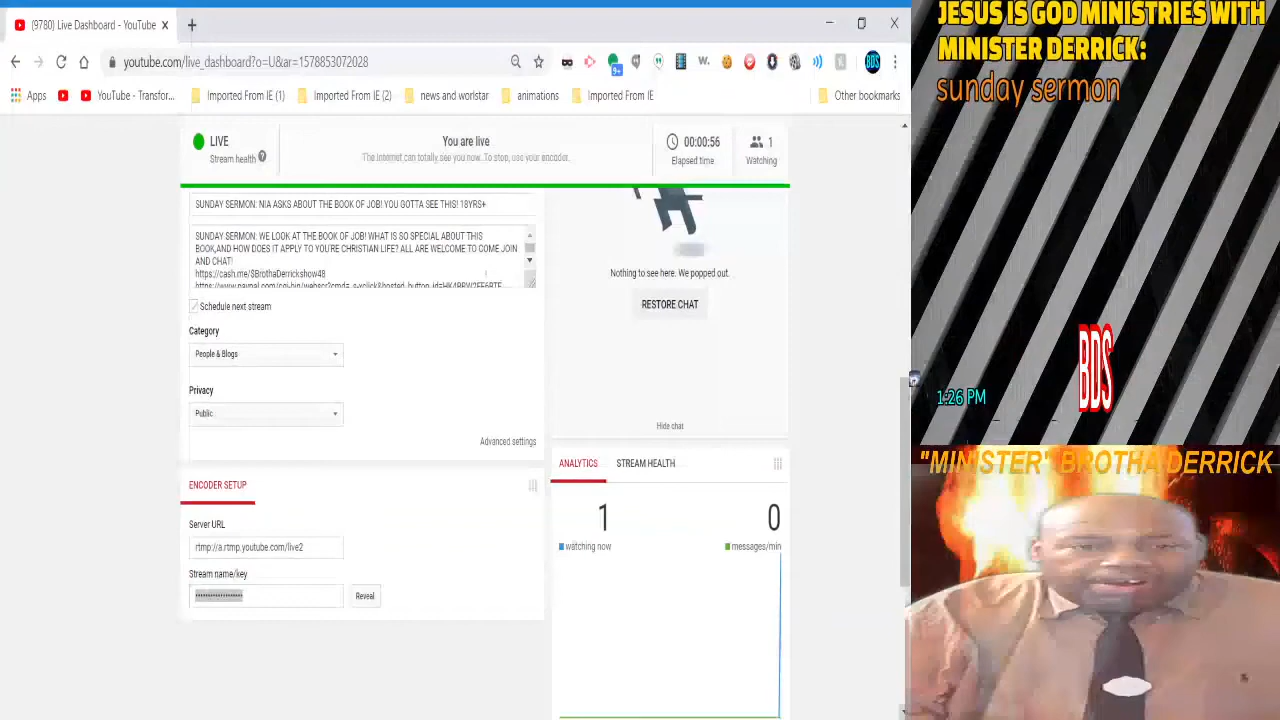 (9780) Live Dashboard - YouTube
youtube.com/live_dashboard?o=U&ar=1578853072028
9+
W.
BDS
Apps
YouTube - Transfor...
Imported From IE (1)
Imported From IE (2)
news and worlstar
animations
Imported From IE
Other bookmarks
LIVE
Stream health
You are live
The Internet can totally see you now. To stop, use your encoder.
00:00:56
Elapsed time
1
Watching
SUNDAY SERMON: NIA ASKS ABOUT THE BOOK OF JOB! YOU GOTTA SEE THIS! 18YRS+
SUNDAY SERMON: WE LOOK AT THE BOOK OF JOB! WHAT IS SO SPECIAL ABOUT THIS
BOOK,AND HOW DOES IT APPLY TO YOU'RE CHRISTIAN LIFE? ALL ARE WELCOME TO COME JOIN
AND CHAT!
https://cash.me/$BrothaDerrickshow48
Schedule next stream
Category
People & Blogs
Privacy
Public
Advanced settings
Nothing to see here. We popped out.
RESTORE CHAT
Hide chat
ENCODER SETUP
Server URL
rtmp://a.rtmp.youtube.com/live2
Stream name/key
Reveal
ANALYTICS
STREAM HEALTH
1
watching now
0
messages/min
JESUS IS GOD MINISTRIES WITH
MINISTER DERRICK:
sunday sermon
BDS
1:26 PM
"MINISTER" BROTHA DERRICK